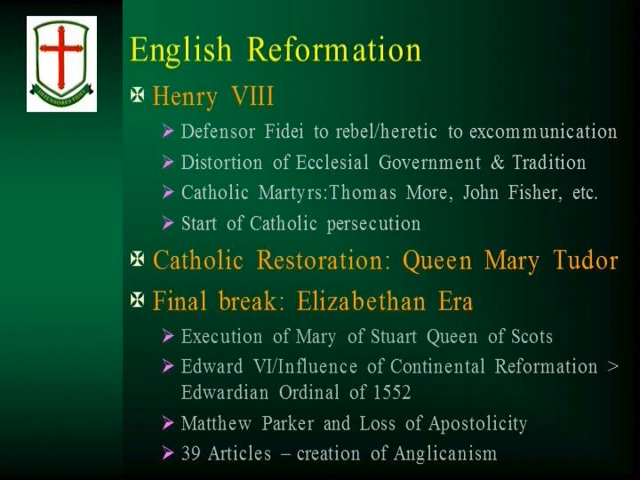 English Reformation
Henry VIII
Defensor Fidei to rebel/heretic to excommunication
Distortion of Ecclesial Government & Tradition
Catholic Martyrs:Thomas More, John Fisher, etc.
Start of Catholic persecution
Catholic Restoration: Queen Mary Tudor
Final break: Elizabethan Era
Execution of Mary of Stuart Queen of Scots
Edward VI/Influence of Continental Reformation >
Edwardian Ordinal of 1552
Matthew Parker and Loss of Apostolicity
39 Articles – creation of Anglicanism